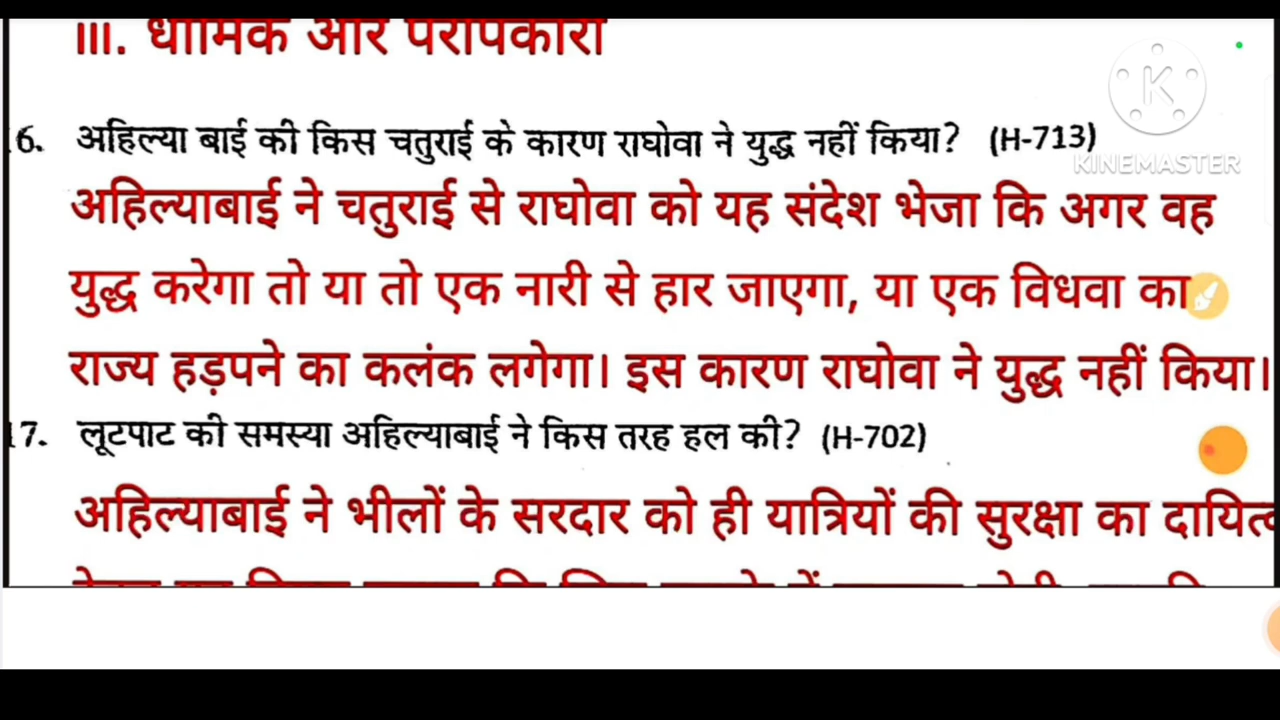 III. धार्मिक और परोपकारी
K
KINEMASTER
6. अहिल्या बाई की किस चतुराई के कारण राघोवा ने युद्ध नहीं किया? (H-713)
अहिल्याबाई ने चतुराई से राघोवा को यह संदेश भेजा कि अगर वह
युद्ध करेगा तो या तो एक नारी से हार जाएगा, या एक विधवा का
राज्य हड़पने का कलंक लगेगा। इस कारण राघोवा ने युद्ध नहीं किया।
17. लूटपाट की समस्या अहिल्याबाई ने किस तरह हल की? (H-702)
अहिल्याबाई ने भीलों के सरदार को ही यात्रियों की सुरक्षा का दायित्व